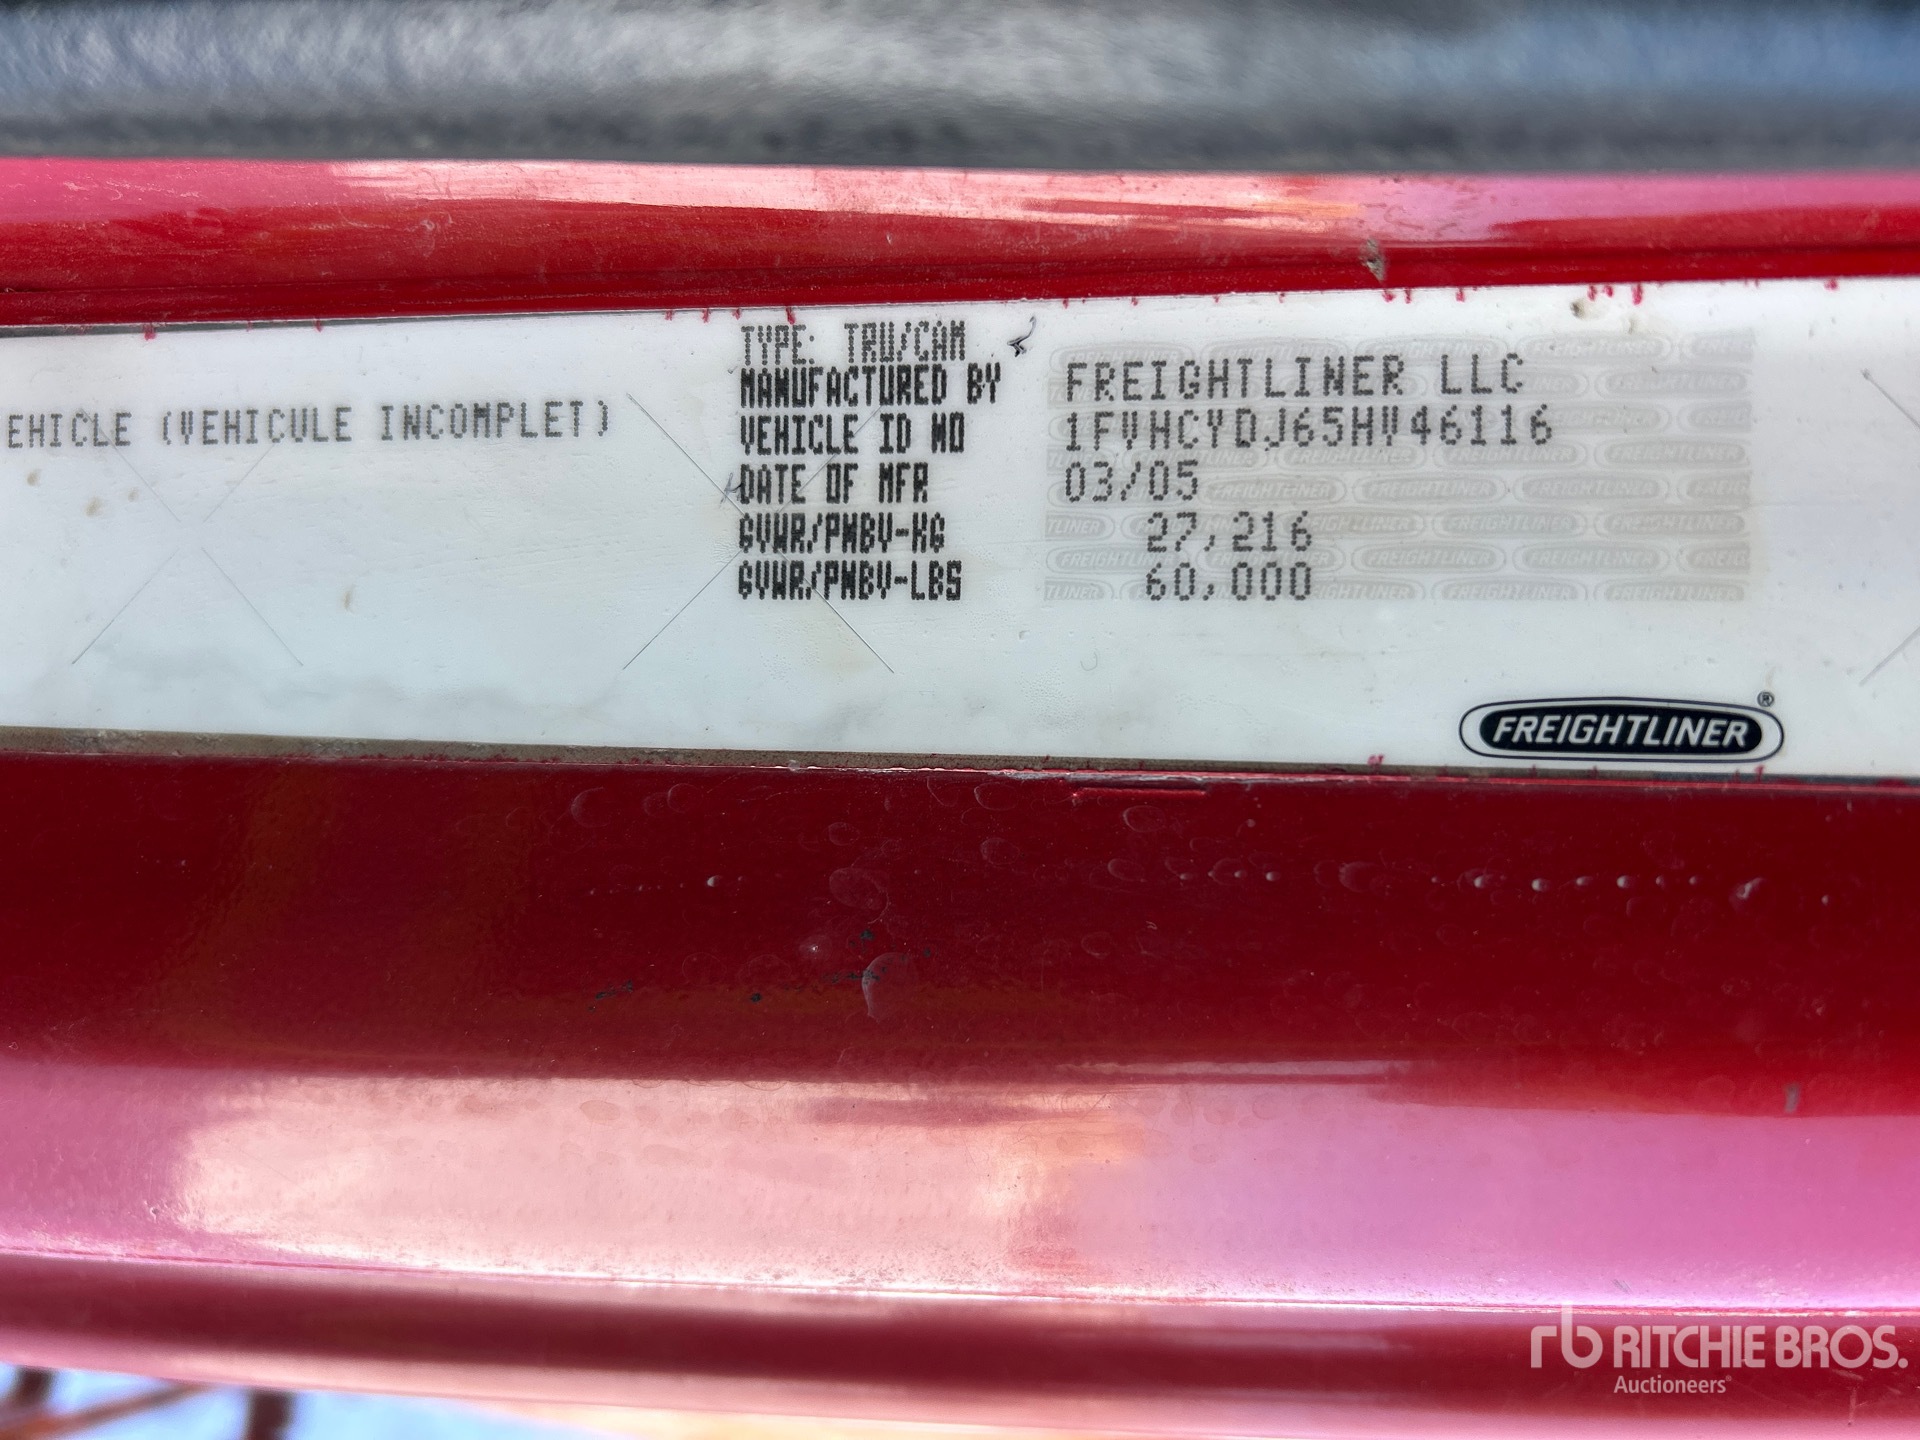 EHICLE (VEHICULE INCOMPLET)
TYPE: TRU/CAM
MANUFACTURED BY FREIGHTLINER LLC
VEHICLE ID NO 1FVHCYDJ65HV46116
DATE OF MFR 03/05
GVWR/PNBV-KG 27,216
GVWR/PNBV-LBS 60,000
FREIGHTLINER®
rb RITCHIE BROS.
Auctioneers